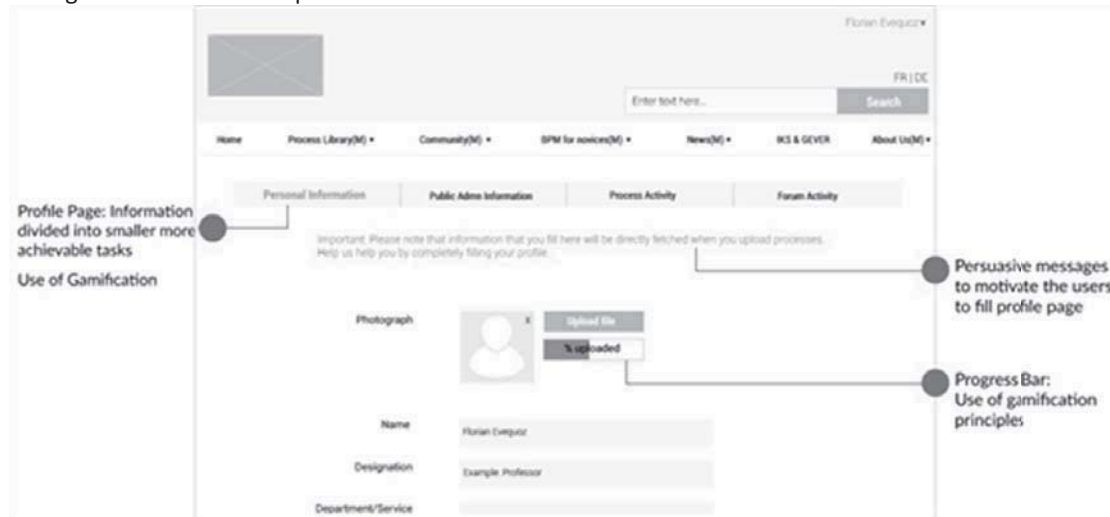 Florian Evequoz ▾
FR | DE
Enter text here...
Search
Home Process Library(M) ▾ Community(M) ▾ BPM for novices(M) ▾ News(M) ▾ IKS & GEVER About Us(M) ▾
Personal Information Public Admn Information Process Activity Forum Activity
Profile Page: Information
divided into smaller more
achievable tasks
Use of Gamification
Important: Please note that information that you fill here will be directly fetched when you upload processes.
Help us help you by completely filling your profile.
Persuasive messages
to motivate the users
to fill profile page
Photograph
x
Upload file
% uploaded
Progress Bar:
Use of gamification
principles
Name Florian Evequoz
Designation Example: Professor
Department/Service